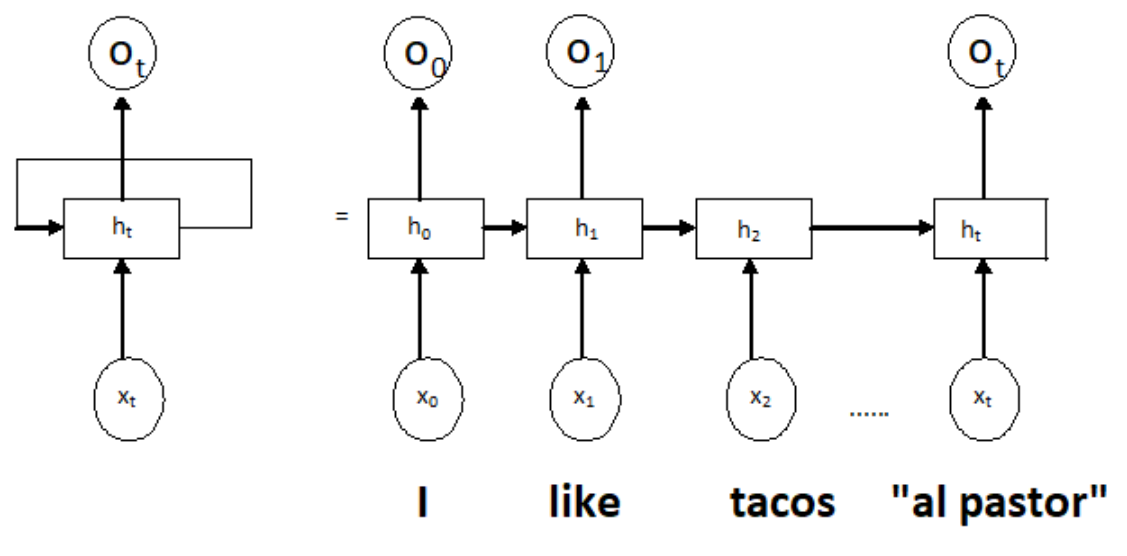 Ot O0 O1 Ot
ht = h0 h1 h2 ht
xt x0 x1 x2 ...... xt
I like tacos "al pastor"